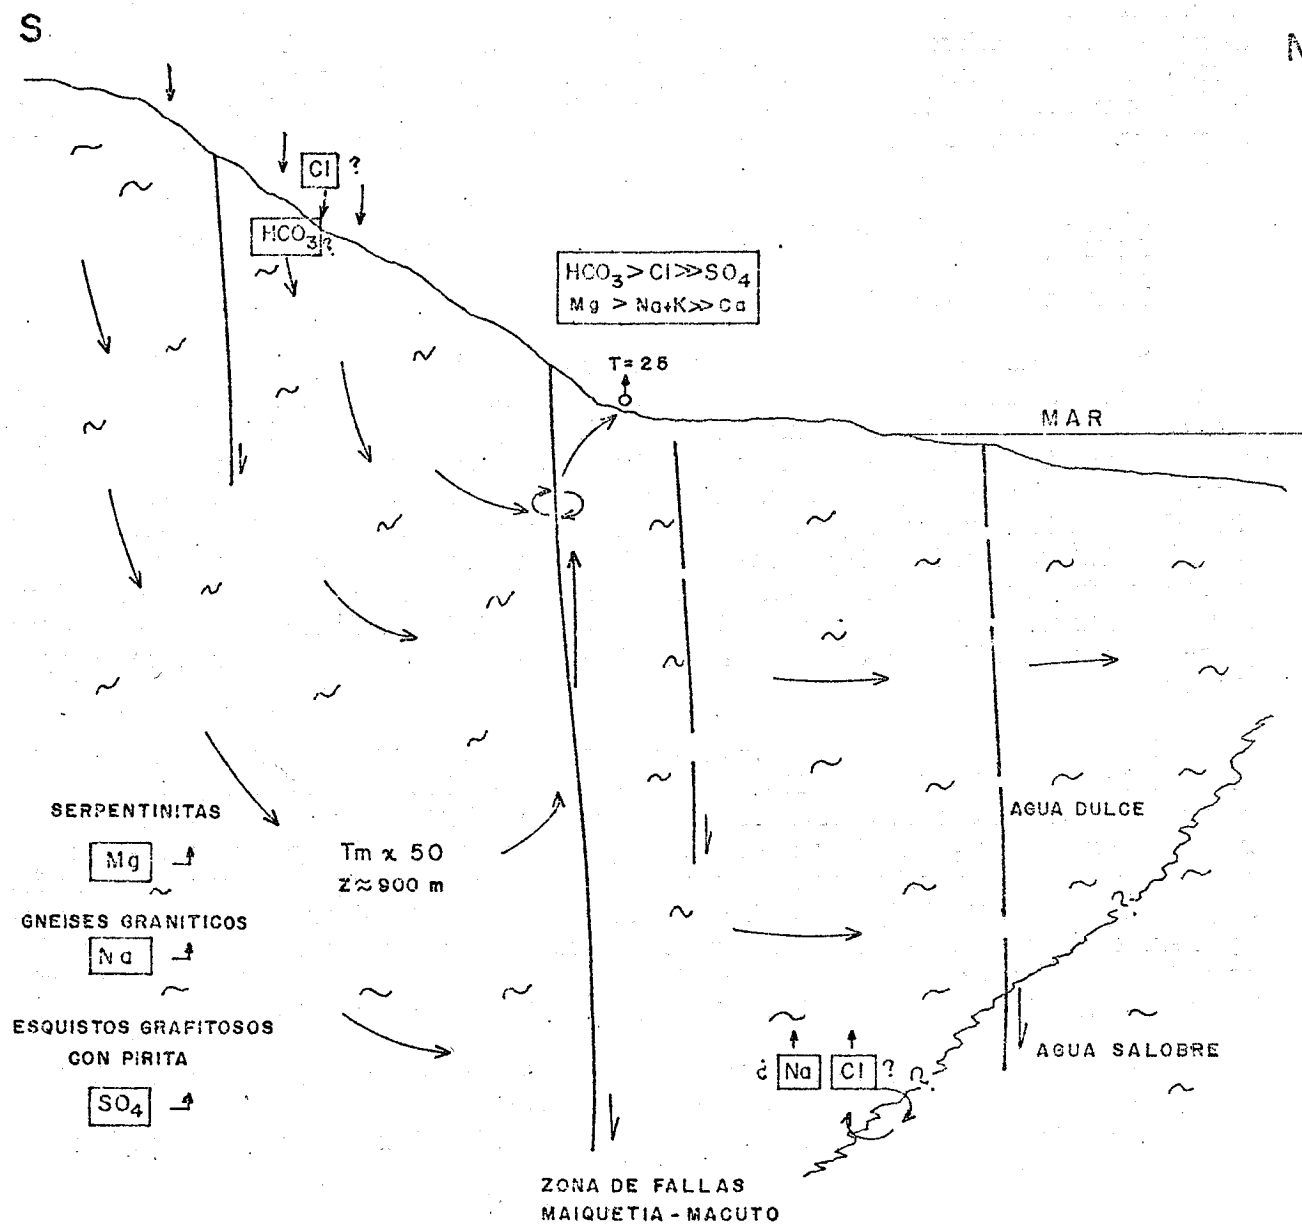 S
N
Cl ?
HCO3?
HCO3 > Cl >> SO4
Mg > Na+K >> Ca
T = 26
MAR
SERPENTINITAS
Mg
Tm ∝ 50
z ≈ 900 m
AGUA DULCE
GNEISES GRANITICOS
Na
?
ESQUISTOS GRAFITOSOS
CON PIRITA
SO4
¿ Na Cl ?
?
AGUA SALOBRE
ZONA DE FALLAS
MAIQUETIA - MACUTO